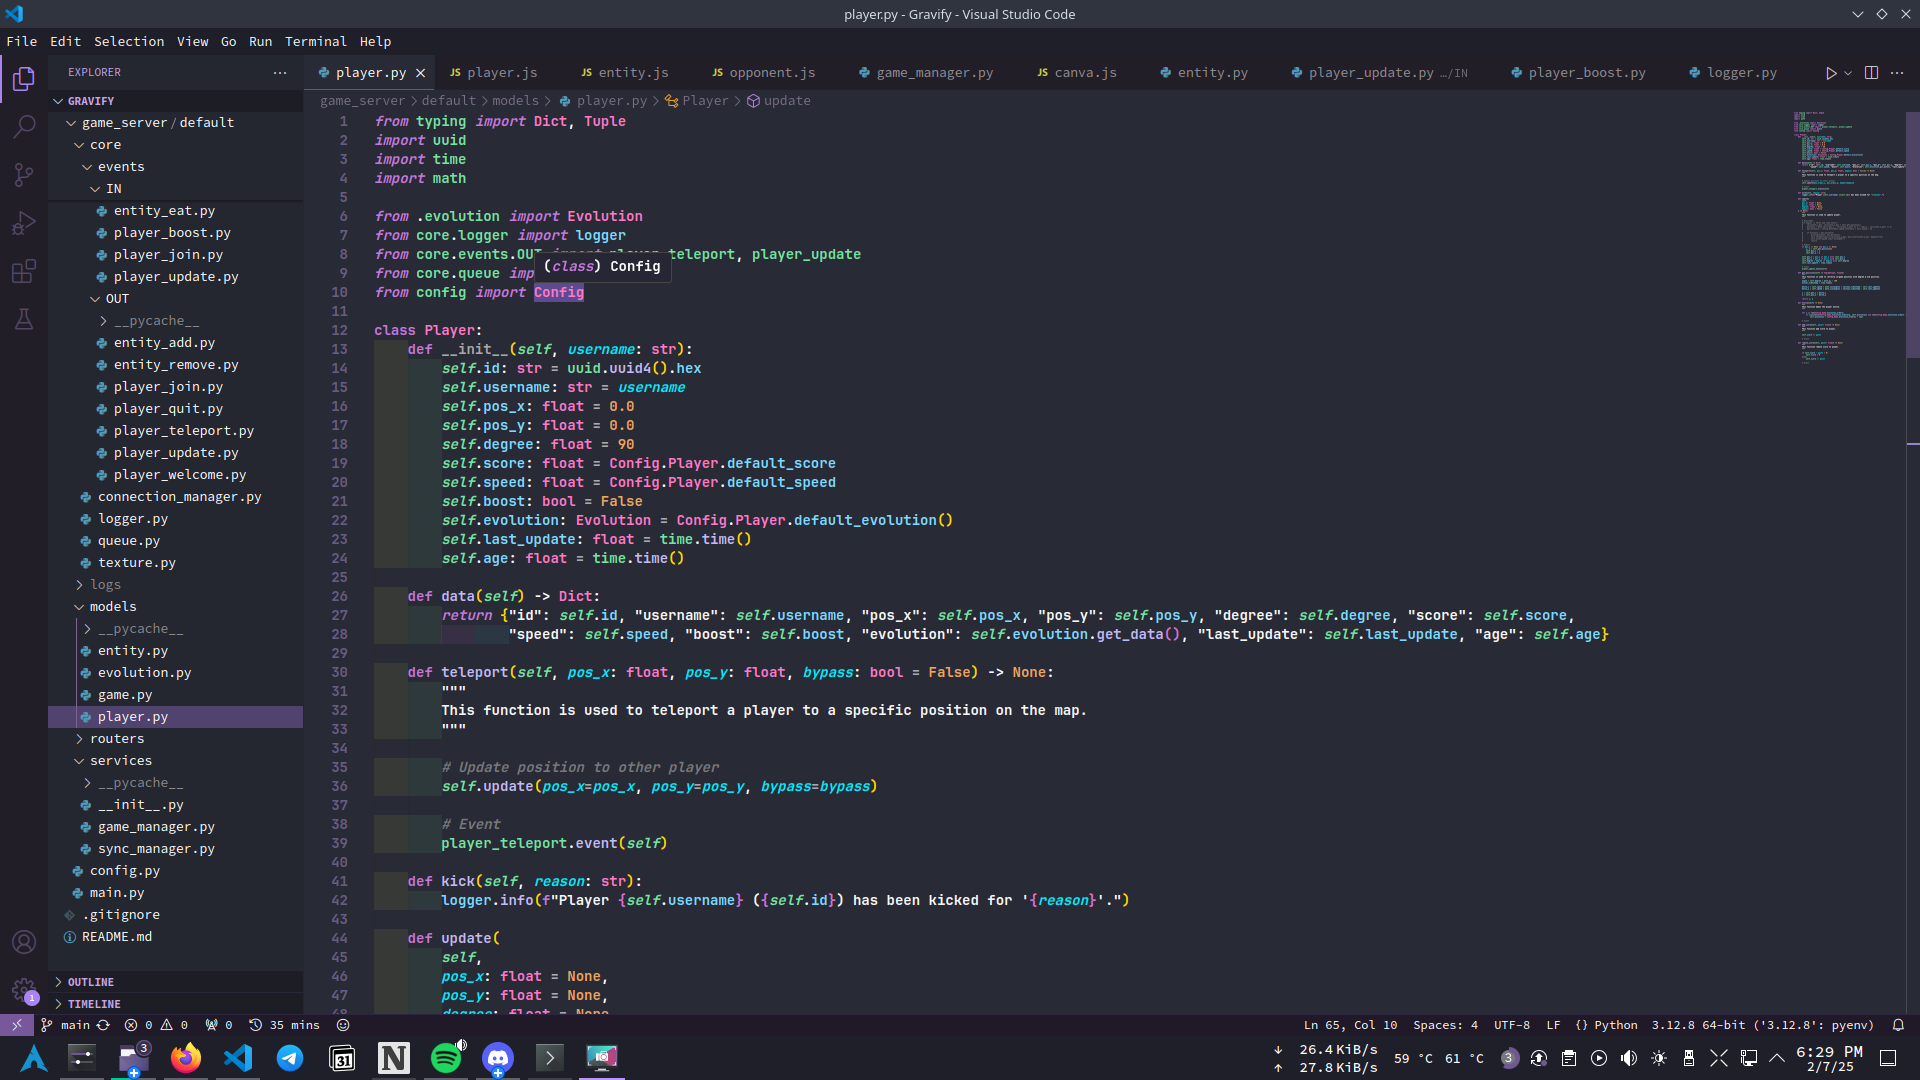 player.py - Gravify - Visual Studio Code
File Edit Selection View Go Run Terminal Help
EXPLORER
player.py
JS player.js
JS entity.js
JS opponent.js
game_manager.py
JS canva.js
entity.py
player_update.py .../IN
player_boost.py
logger.py
GRAVIFY
game_server / default
core
events
IN
entity_eat.py
player_boost.py
player_join.py
player_update.py
OUT
__pycache__
entity_add.py
entity_remove.py
player_join.py
player_quit.py
player_teleport.py
player_update.py
player_welcome.py
connection_manager.py
logger.py
queue.py
texture.py
logs
models
__pycache__
entity.py
evolution.py
game.py
player.py
routers
services
__pycache__
__init__.py
game_manager.py
sync_manager.py
config.py
main.py
.gitignore
README.md
OUTLINE
TIMELINE
1
game_server > default > models > player.py > Player > update
1 from typing import Dict, Tuple
2 import uuid
3 import time
4 import math
5
6 from .evolution import Evolution
7 from core.logger import logger
8 from core.events.OUT teleport, player_update
9 from core.queue imp
(class) Config
10 from config import Config
11
12 class Player:
13 def __init__(self, username: str):
14 self.id: str = uuid.uuid4().hex
15 self.username: str = username
16 self.pos_x: float = 0.0
17 self.pos_y: float = 0.0
18 self.degree: float = 90
19 self.score: float = Config.Player.default_score
20 self.speed: float = Config.Player.default_speed
21 self.boost: bool = False
22 self.evolution: Evolution = Config.Player.default_evolution()
23 self.last_update: float = time.time()
24 self.age: float = time.time()
25
26 def data(self) -> Dict:
27 return {"id": self.id, "username": self.username, "pos_x": self.pos_x, "pos_y": self.pos_y, "degree": self.degree, "score": self.score,
28 "speed": self.speed, "boost": self.boost, "evolution": self.evolution.get_data(), "last_update": self.last_update, "age": self.age}
29
30 def teleport(self, pos_x: float, pos_y: float, bypass: bool = False) -> None:
31 """
32 This function is used to teleport a player to a specific position on the map.
33 """
34
35 # Update position to other player
36 self.update(pos_x=pos_x, pos_y=pos_y, bypass=bypass)
37
38 # Event
39 player_teleport.event(self)
40
41 def kick(self, reason: str):
42 logger.info(f"Player {self.username} ({self.id}) has been kicked for '{reason}'.")
43
44 def update(
45 self,
46 pos_x: float = None,
47 pos_y: float = None,
48 degree: float = None
main 0 0 0 35 mins
Ln 65, Col 10 Spaces: 4 UTF-8 LF {} Python 3.12.8 64-bit ('3.12.8': pyenv)
3
31
N
↓ 26.4 KiB/s
↑ 27.8 KiB/s
59 °C 61 °C
3
6:29 PM
2/7/25